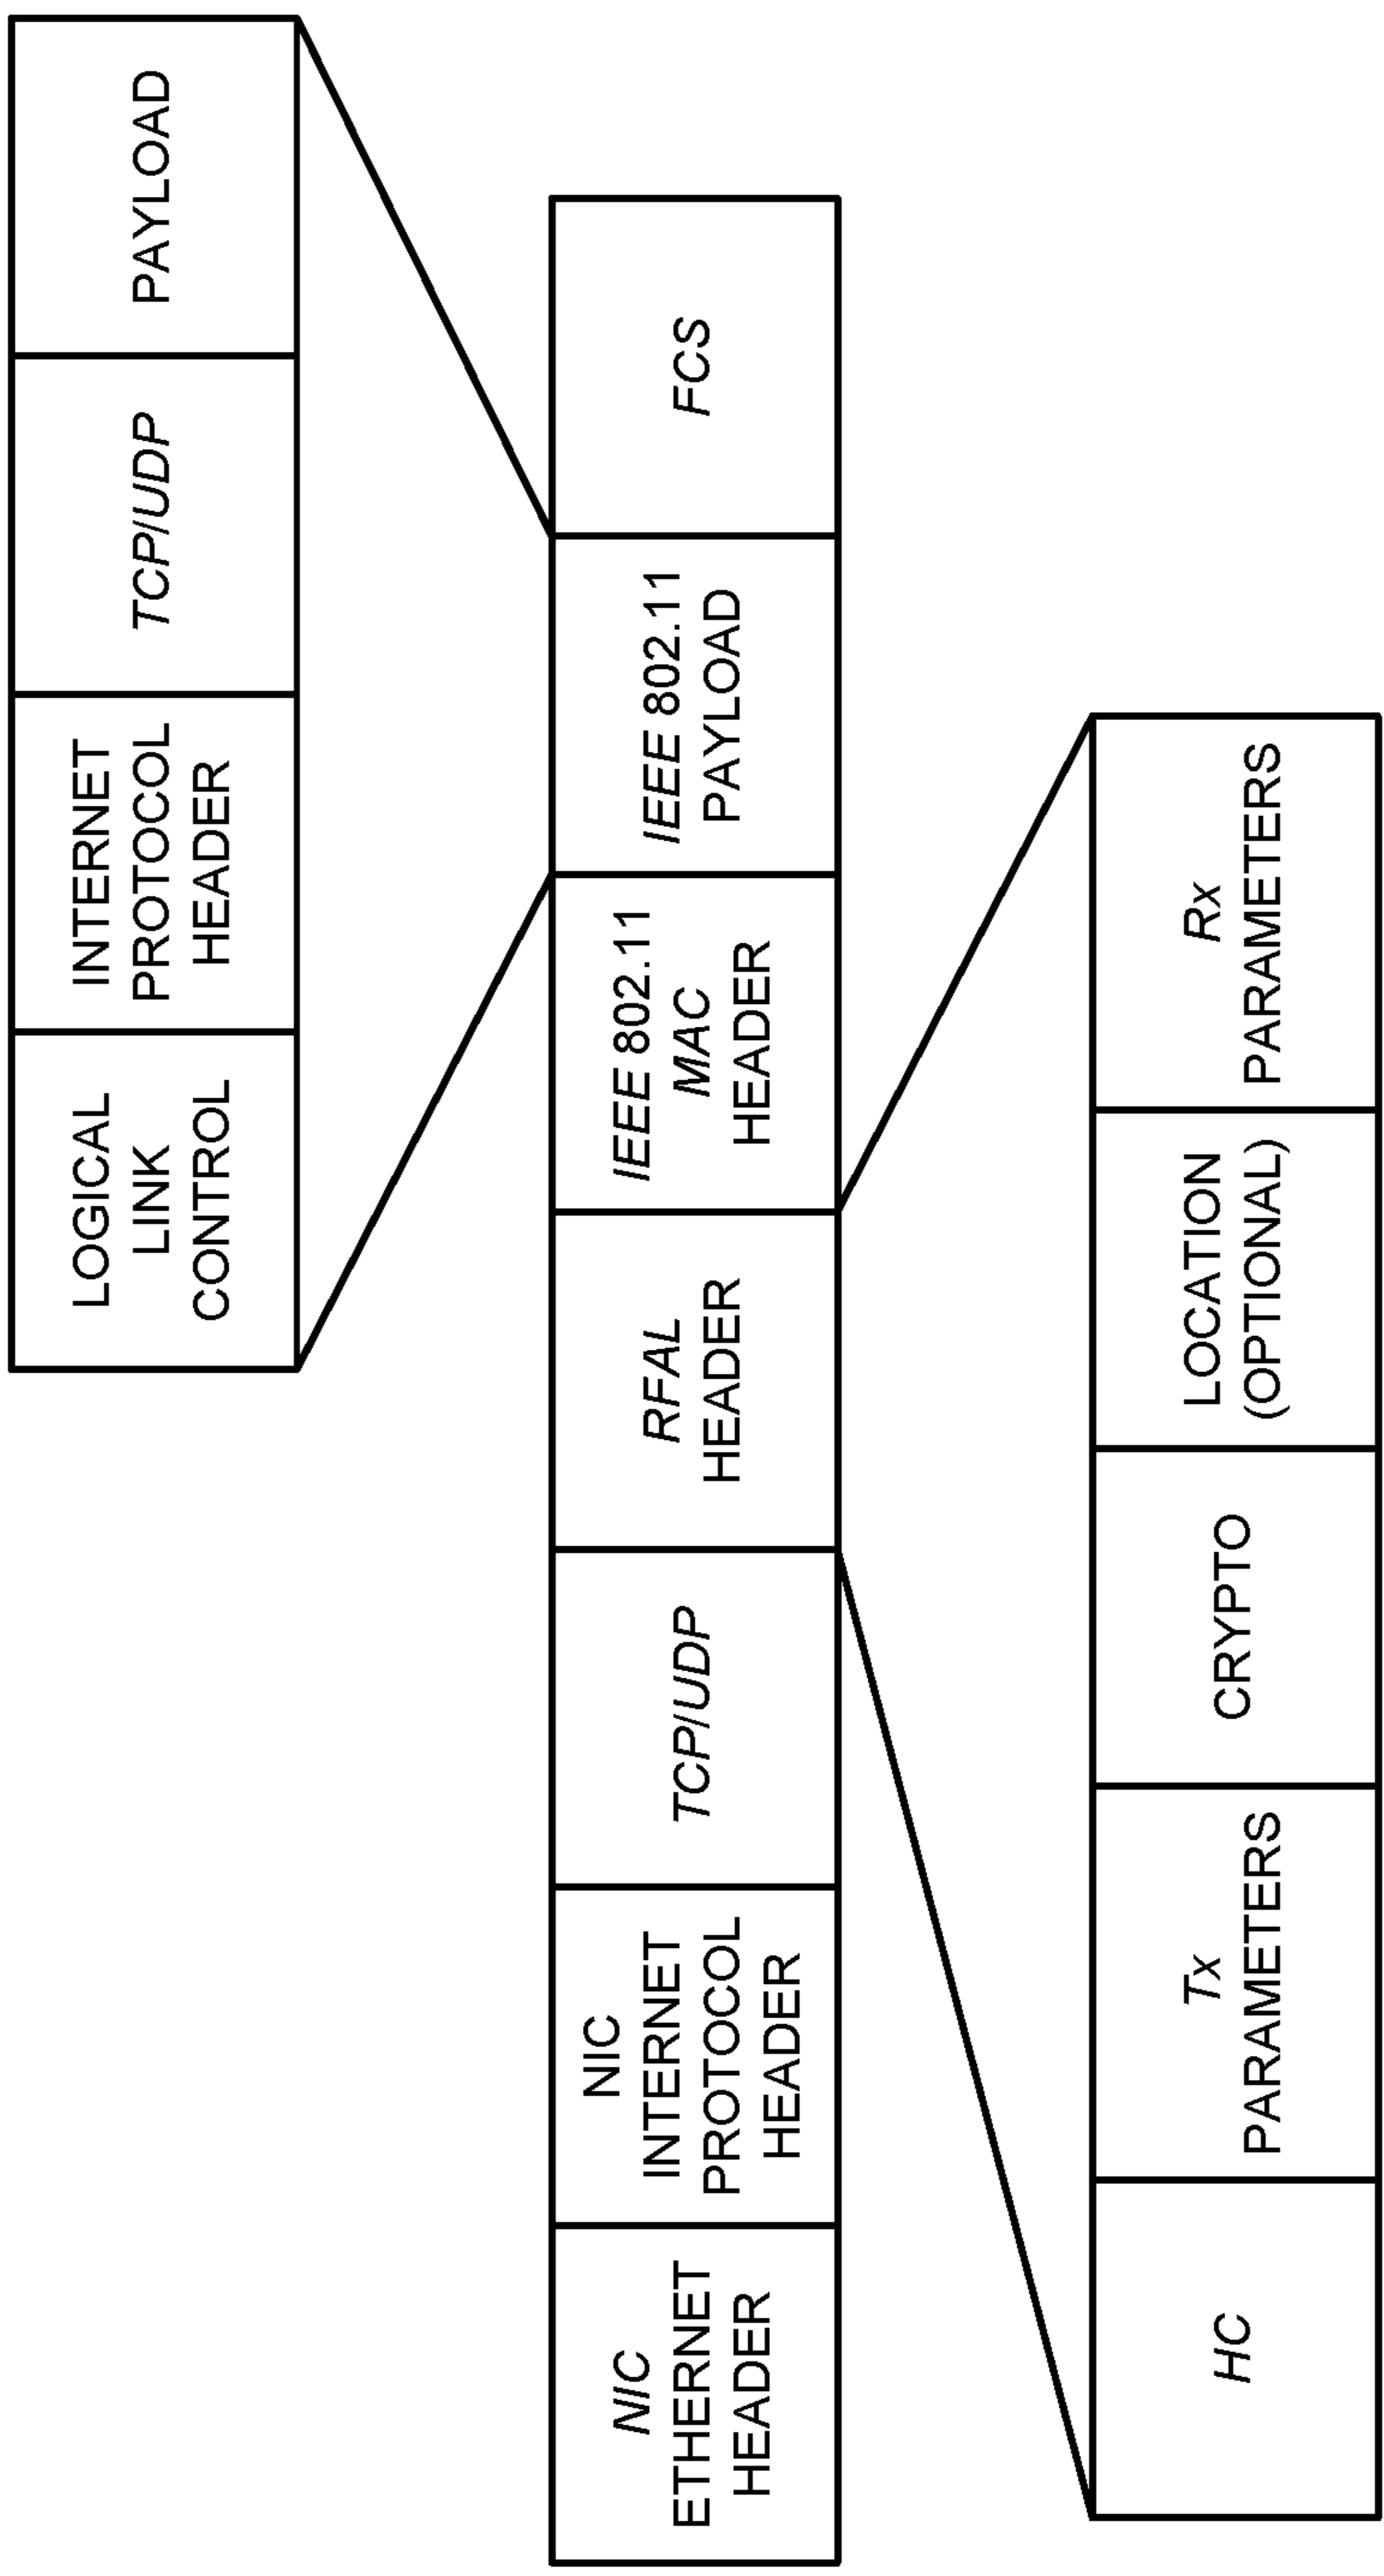 LOGICAL
LINK
CONTROL
INTERNET
PROTOCOL
HEADER
TCP/UDP
PAYLOAD
NIC
ETHERNET
HEADER
NIC
INTERNET
PROTOCOL
HEADER
TCP/UDP
RFAL
HEADER
IEEE 802.11
MAC
HEADER
IEEE 802.11
PAYLOAD
FCS
HC
Tx
PARAMETERS
CRYPTO
LOCATION
(OPTIONAL)
Rx
PARAMETERS